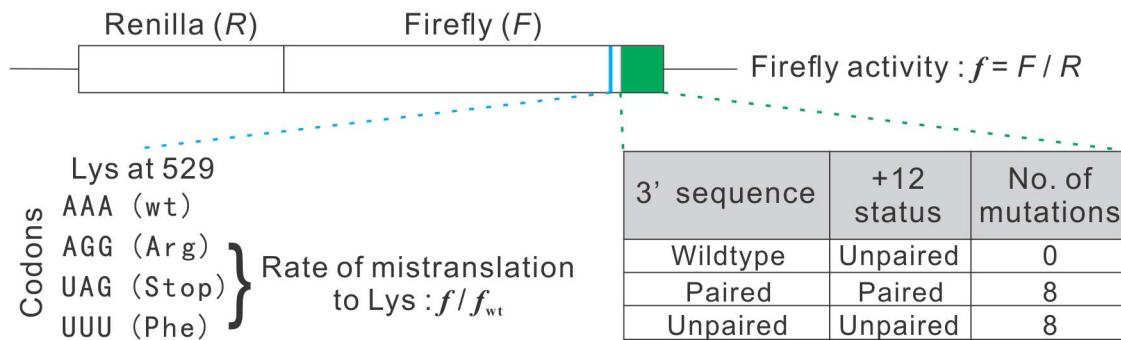 Renilla (R) Firefly (F)
Firefly activity : f = F / R
Lys at 529
Codons
AAA (wt)
AGG (Arg)
UAG (Stop)
UUU (Phe)
Rate of mistranslation
to Lys : f / fwt
3' sequence +12 status No. of mutations
Wildtype Unpaired 0
Paired Paired 8
Unpaired Unpaired 8